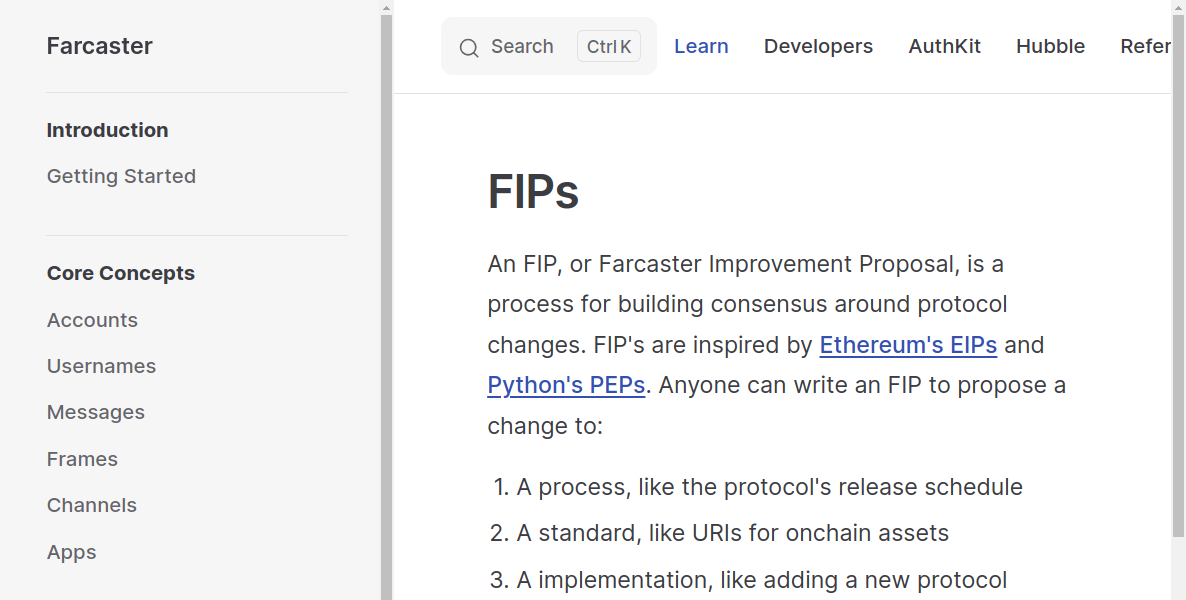 Farcaster
Search
Ctrl K
Learn
Developers
AuthKit
Hubble
Refer
Introduction
Getting Started
Core Concepts
Accounts
Usernames
Messages
Frames
Channels
Apps
FIPs
An FIP, or Farcaster Improvement Proposal, is a
process for building consensus around protocol
changes. FIP's are inspired by Ethereum's EIPs and
Python's PEPs. Anyone can write an FIP to propose a
change to:
1. A process, like the protocol's release schedule
2. A standard, like URIs for onchain assets
3. A implementation, like adding a new protocol